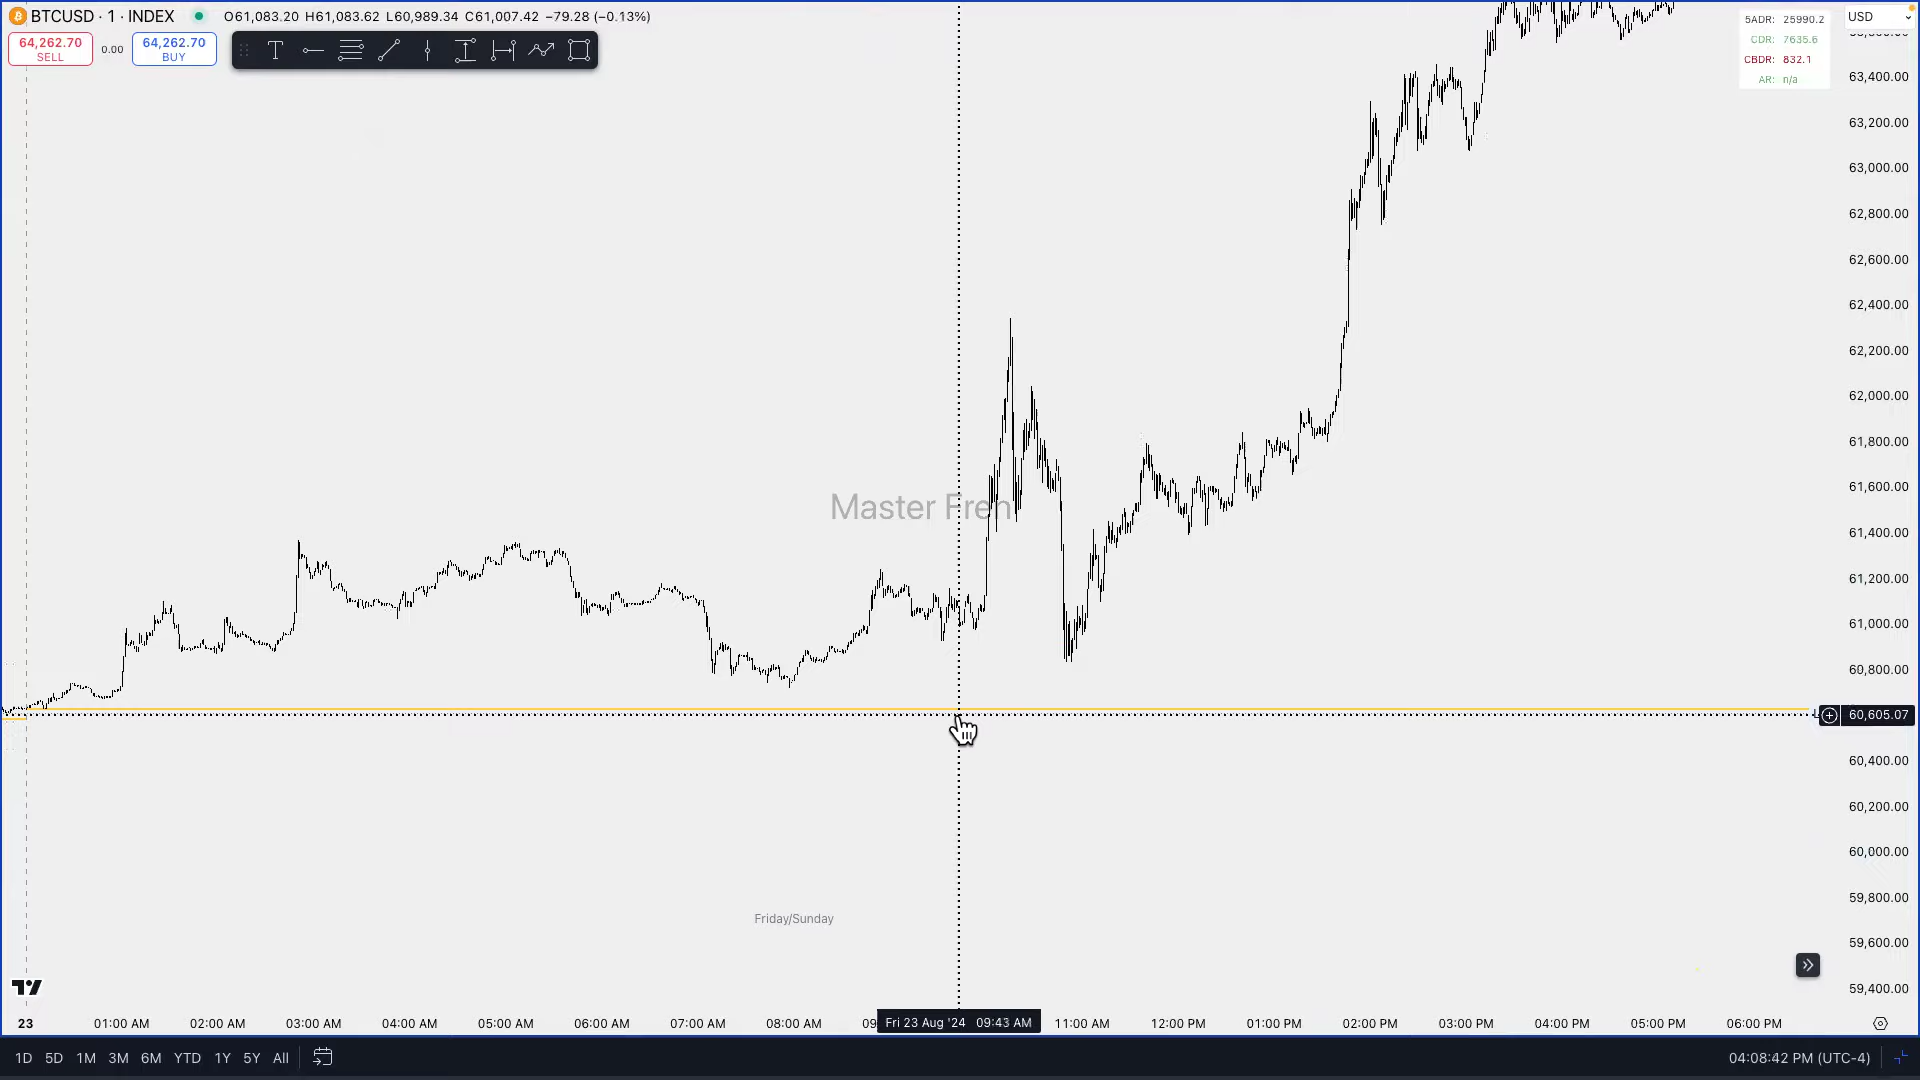 BTCUSD · 1 · INDEX
O61,083.20 H61,083.62 L60,989.34 C61,007.42 −79.28 (−0.13%)
64,262.70
SELL
0.00
64,262.70
BUY
5ADR: 25990.2
CDR: 7635.6
CBDR: 832.1
AR: n/a
USD
63,400.00
63,200.00
63,000.00
62,800.00
62,600.00
62,400.00
62,200.00
62,000.00
61,800.00
61,600.00
61,400.00
61,200.00
61,000.00
60,800.00
60,605.07
60,400.00
60,200.00
60,000.00
59,800.00
59,600.00
59,400.00
Master Fren
Friday/Sunday
23
01:00 AM
02:00 AM
03:00 AM
04:00 AM
05:00 AM
06:00 AM
07:00 AM
08:00 AM
Fri 23 Aug '24 09:43 AM
11:00 AM
12:00 PM
01:00 PM
02:00 PM
03:00 PM
04:00 PM
05:00 PM
06:00 PM
1D 5D 1M 3M 6M YTD 1Y 5Y All
04:08:42 PM (UTC-4)